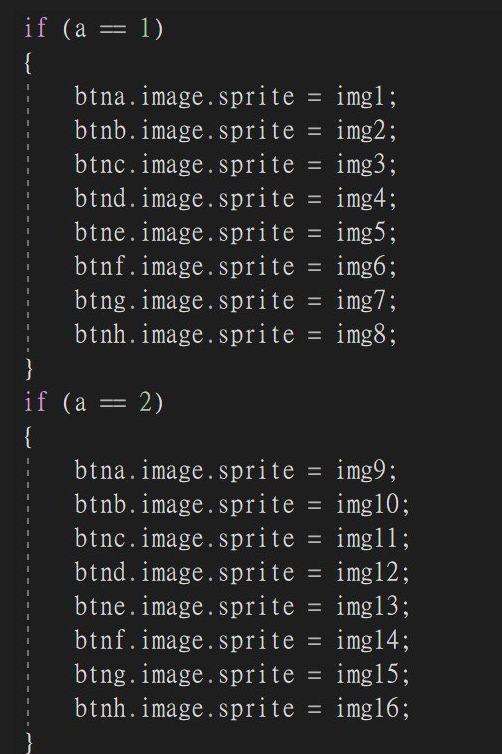 if (a == 1)
{
btna.image.sprite = img1;
btnb.image.sprite = img2;
btnc.image.sprite = img3;
btnd.image.sprite = img4;
btne.image.sprite = img5;
btnf.image.sprite = img6;
btng.image.sprite = img7;
btnh.image.sprite = img8;
}
if (a == 2)
{
btna.image.sprite = img9;
btnb.image.sprite = img10;
btnc.image.sprite = img11;
btnd.image.sprite = img12;
btne.image.sprite = img13;
btnf.image.sprite = img14;
btng.image.sprite = img15;
btnh.image.sprite = img16;
}